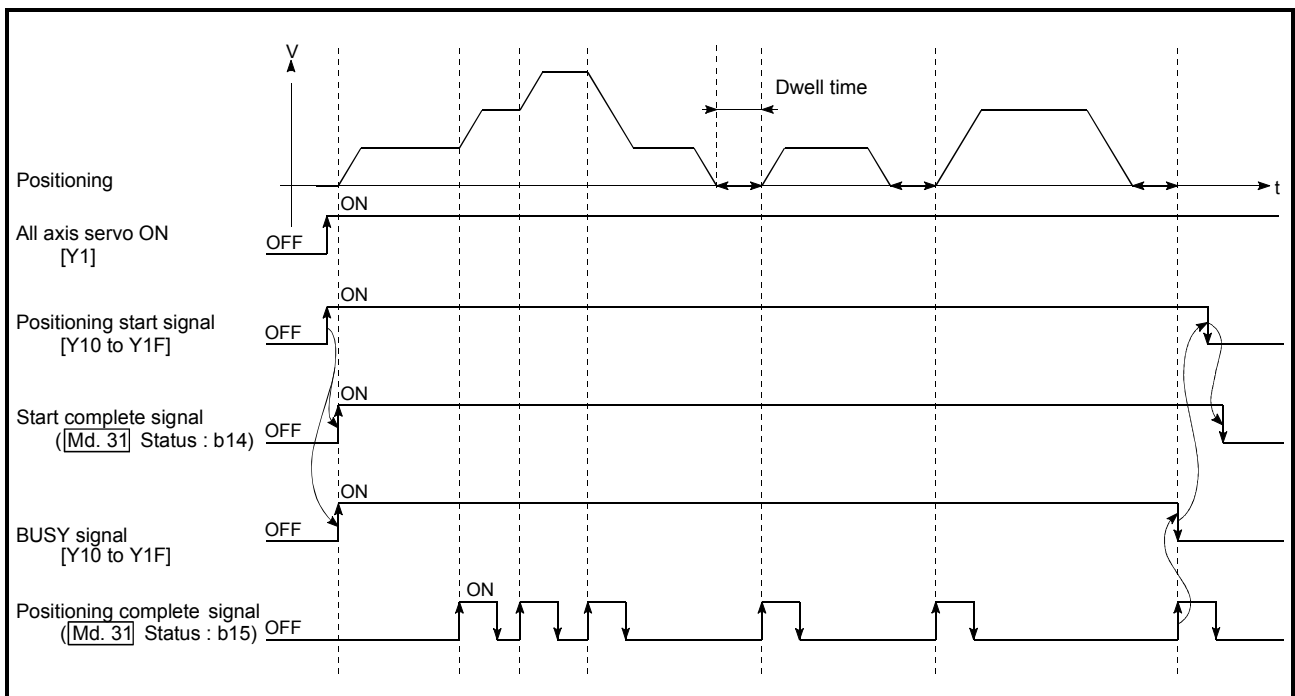 V
Dwell time
Positioning
t
ON
All axis servo ON
OFF
[Y1]
ON
Positioning start signal
OFF
[Y10 to Y1F]
ON
Start complete signal
OFF
(Md. 31 Status : b14)
ON
BUSY signal
OFF
[Y10 to Y1F]
ON
Positioning complete signal
(Md. 31 Status : b15) OFF